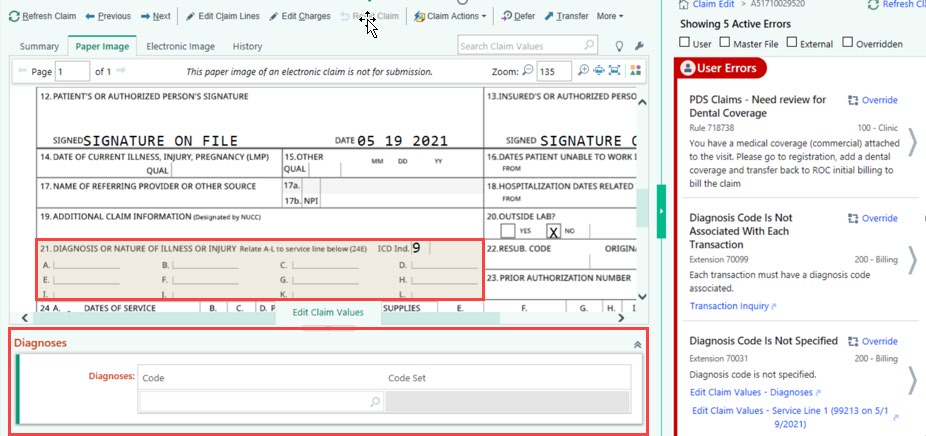 Refresh Claim Previous Next Edit Claim Lines Edit Charges Claim Actions Defer Transfer More
Summary Paper Image Electronic Image History Search Claim Values
Page 1 of 1 This paper image of an electronic claim is not for submission. Zoom: 135
12. PATIENT'S OR AUTHORIZED PERSON'S SIGNATURE 13. INSURED'S OR AUTHORIZED PERSO
SIGNED SIGNATURE ON FILE DATE 05 19 2021 SIGNED SIGNATURE O
14. DATE OF CURRENT ILLNESS, INJURY, PREGNANCY (LMP) 15. OTHER MM DD YY 16. DATES PATIENT UNABLE TO WORK I
QUAL QUAL FROM
17. NAME OF REFERRING PROVIDER OR OTHER SOURCE 17a. 18. HOSPITALIZATION DATES RELATED
17b. NPI FROM
19. ADDITIONAL CLAIM INFORMATION (Designated by NUCC) 20. OUTSIDE LAB?
YES X NO
21. DIAGNOSIS OR NATURE OF ILLNESS OR INJURY Relate A-L to service line below (24E) ICD Ind. 9 22. RESUB. CODE ORIGIN
A. B. C. D.
23. PRIOR AUTHORIZATION NUMBER
E. F. G. H.
I. J. K. L.
24 A. DATES OF SERVICE B. C. D. P SUPPLIES E. F. G. H. I
Edit Claim Values
Diagnoses
Diagnoses: Code Code Set
Claim Edit > A51710029520 Refresh Cl
Showing 5 Active Errors
User Master File External Overridden
User Errors
PDS Claims - Need review for Override
Dental Coverage
Rule 718738 100 - Clinic
You have a medical coverage (commercial) attached
to the visit. Please go to registration, add a dental
coverage and transfer back to ROC initial billing to
bill the claim
Diagnosis Code Is Not Override
Associated With Each
Transaction
Extension 70099 200 - Billing
Each transaction must have a diagnosis code
associated.
Transaction Inquiry
Diagnosis Code Is Not Specified Override
Extension 70031 200 - Billing
Diagnosis code is not specified.
Edit Claim Values - Diagnoses
Edit Claim Values - Service Line 1 (99213 on 5/1
9/2021)